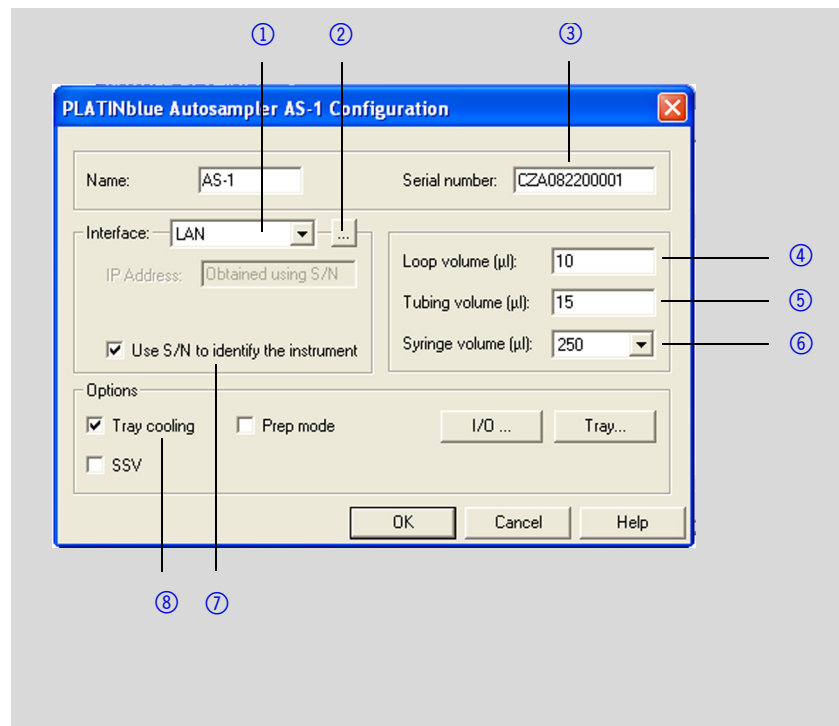 ① ② ③
PLATINblue Autosampler AS-1 Configuration
Name: AS-1 Serial number: CZA082200001
Interface: LAN ...
IP Address: Obtained using S/N
Use S/N to identify the instrument
Loop volume (µl): 10 ④
Tubing volume (µl): 15 ⑤
Syringe volume (µl): 250 ⑥
Options
Tray cooling Prep mode I/O ... Tray...
SSV
OK Cancel Help
⑧ ⑦